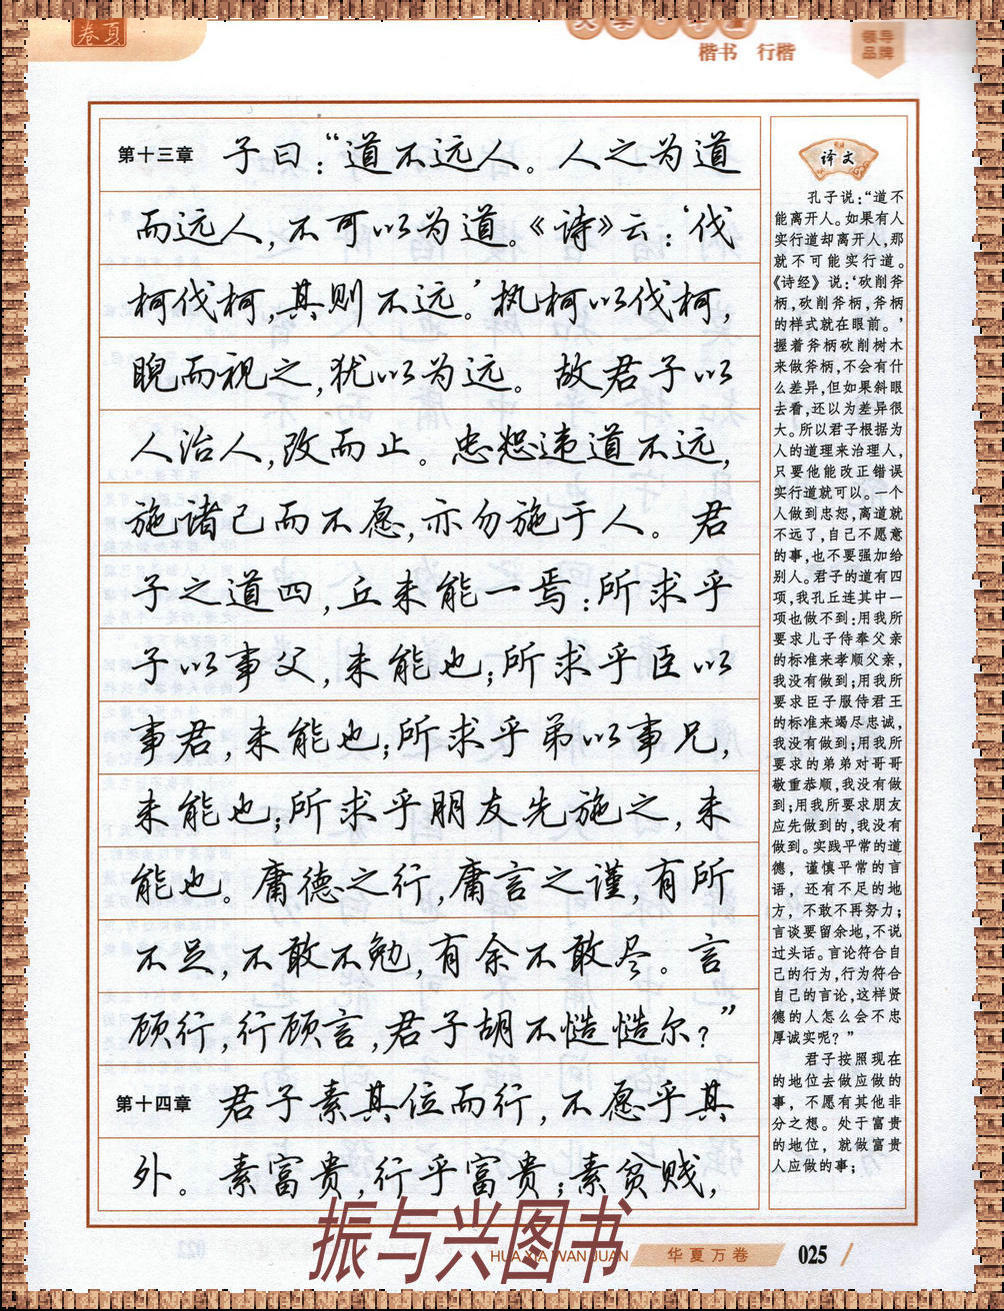 卷夏
楷书 行楷
领导
品牌
第十三章 子曰：“道不远人。人之为道
而远人，不可以为道。《诗》云：‘伐
柯伐柯，其则不远。’执柯以伐柯，
睨而视之，犹以为远。故君子以
人治人，改而止。忠恕违道不远，
施诸己而不愿，亦勿施于人。君
子之道四，丘未能一焉：所求乎
子以事父，未能也；所求乎臣以
事君，未能也；所求乎弟以事兄，
未能也；所求乎朋友先施之，未
能也。庸德之行，庸言之谨，有所
不足，不敢不勉，有余不敢尽。言
顾行，行顾言，君子胡不慥慥尔？”
第十四章 君子素其位而行，不愿乎其
外。素富贵，行乎富贵；素贫贱，
译文
孔子说：“道不
能离开人。如果有人
实行道却离开人，那
就不可能实行道。
《诗经》说：‘砍削斧
柄，砍削斧柄，斧柄
的样式就在眼前。’
握着斧柄砍削树木
来做斧柄，不会有什
么差异，但如果斜眼
去看，还以为差异很
大。所以君子根据为
人的道理来治理人，
只要他能改正错误
实行道就可以。一个
人做到忠恕，离道就
不远了，自己不愿意
的事，也不要强加给
别人。君子的道有四
项，我孔丘连其中一
项也做不到：用我所
要求儿子侍奉父亲
的标准来孝顺父亲，
我没有做到；用我所
要求臣子服侍君王
的标准来竭尽忠诚，
我没有做到；用我所
要求的弟弟对哥哥
敬重恭顺，我没有做
到；用我所要求朋友
应先做到的，我没有
做到。实践平常的道
德，谨慎平常的言
语，还有不足的地
方，不敢不再努力；
言谈要留余地，不说
过头话。言论符合自
己的行为，行为符合
自己的言论，这样贤
德的人怎么会不忠
厚诚实呢？”
君子按照现在
的地位去做应做的
事，不愿有其他非
分之想。处于富贵
的地位，就做富贵
人应做的事；
振与兴图书
HUA XIA WAN JUAN
华夏万卷
025